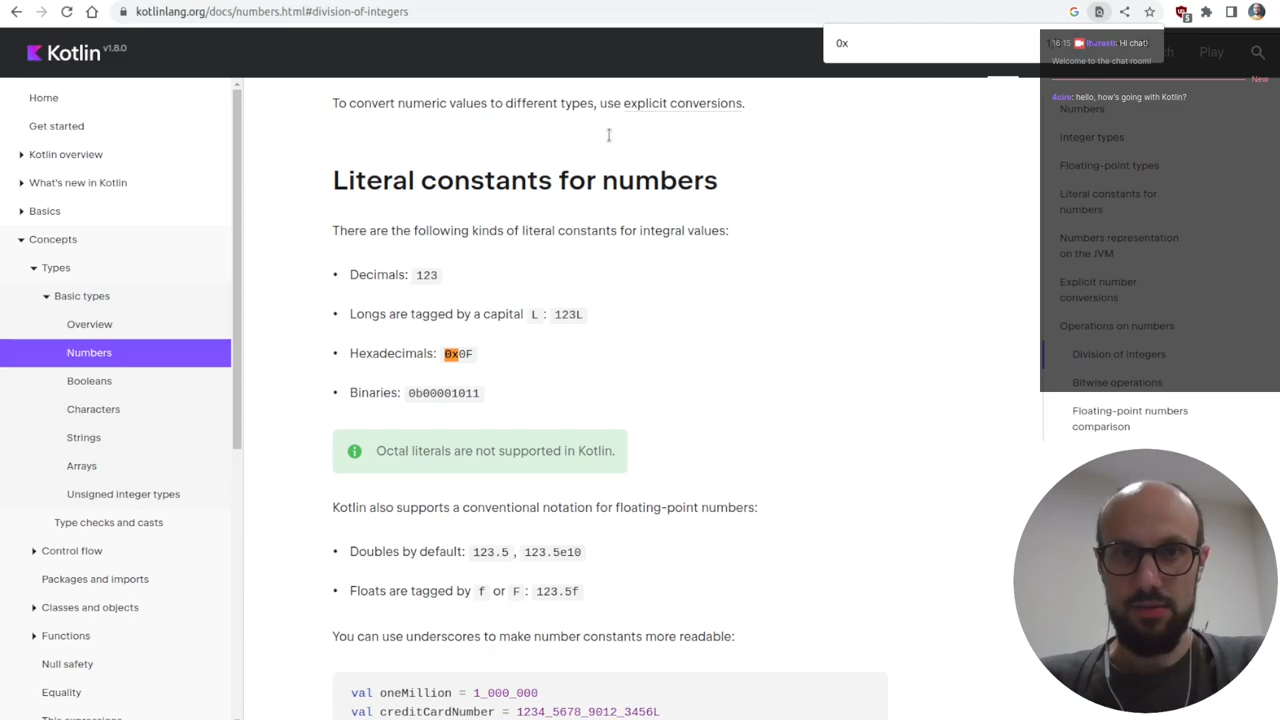 kotlinlang.org/docs/numbers.html#division-of-integers
5
Kotlin v1.8.0
0x
Play
16:15 Hi chat!
Welcome to the chat room!
New
4cire: hello, how's going with Kotlin?
Home
Get started
Kotlin overview
What's new in Kotlin
Basics
Concepts
Types
Basic types
Overview
Numbers
Booleans
Characters
Strings
Arrays
Unsigned integer types
Type checks and casts
Control flow
Packages and imports
Classes and objects
Functions
Null safety
Equality
This expressions
To convert numeric values to different types, use explicit conversions.
Literal constants for numbers
There are the following kinds of literal constants for integral values:
• Decimals: 123
• Longs are tagged by a capital L : 123L
• Hexadecimals: 0x0F
• Binaries: 0b00001011
Octal literals are not supported in Kotlin.
Kotlin also supports a conventional notation for floating-point numbers:
• Doubles by default: 123.5 , 123.5e10
• Floats are tagged by f or F : 123.5f
You can use underscores to make number constants more readable:
val oneMillion = 1_000_000
val creditCardNumber = 1234_5678_9012_3456L
Numbers
Integer types
Floating-point types
Literal constants for
numbers
Numbers representation
on the JVM
Explicit number
conversions
Operations on numbers
Division of integers
Bitwise operations
Floating-point numbers
comparison